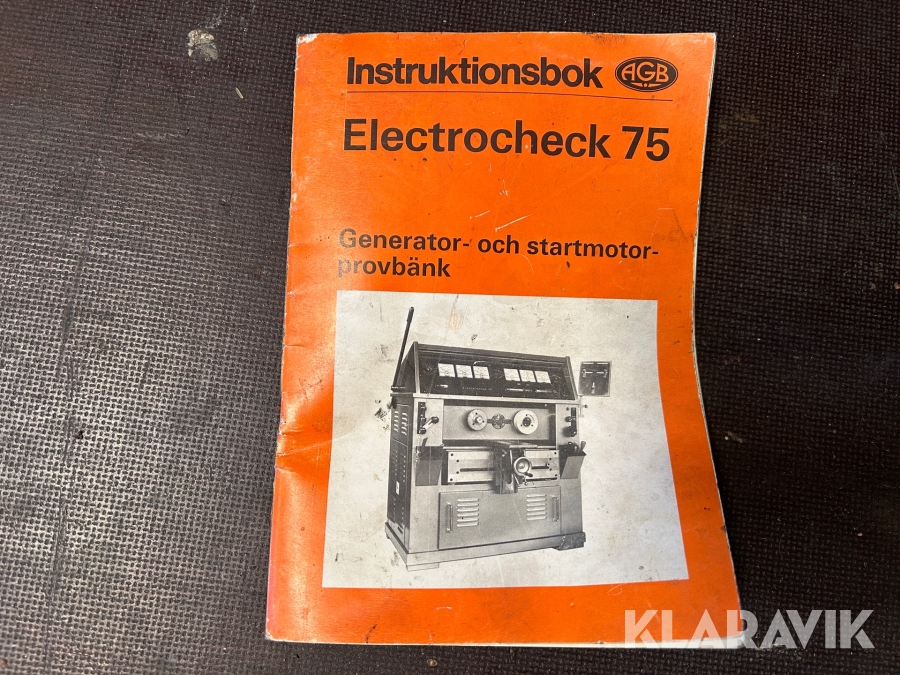 Instruktionsbok AGB
Electrocheck 75
Generator- och startmotor-
provbänk
KLARAVIK